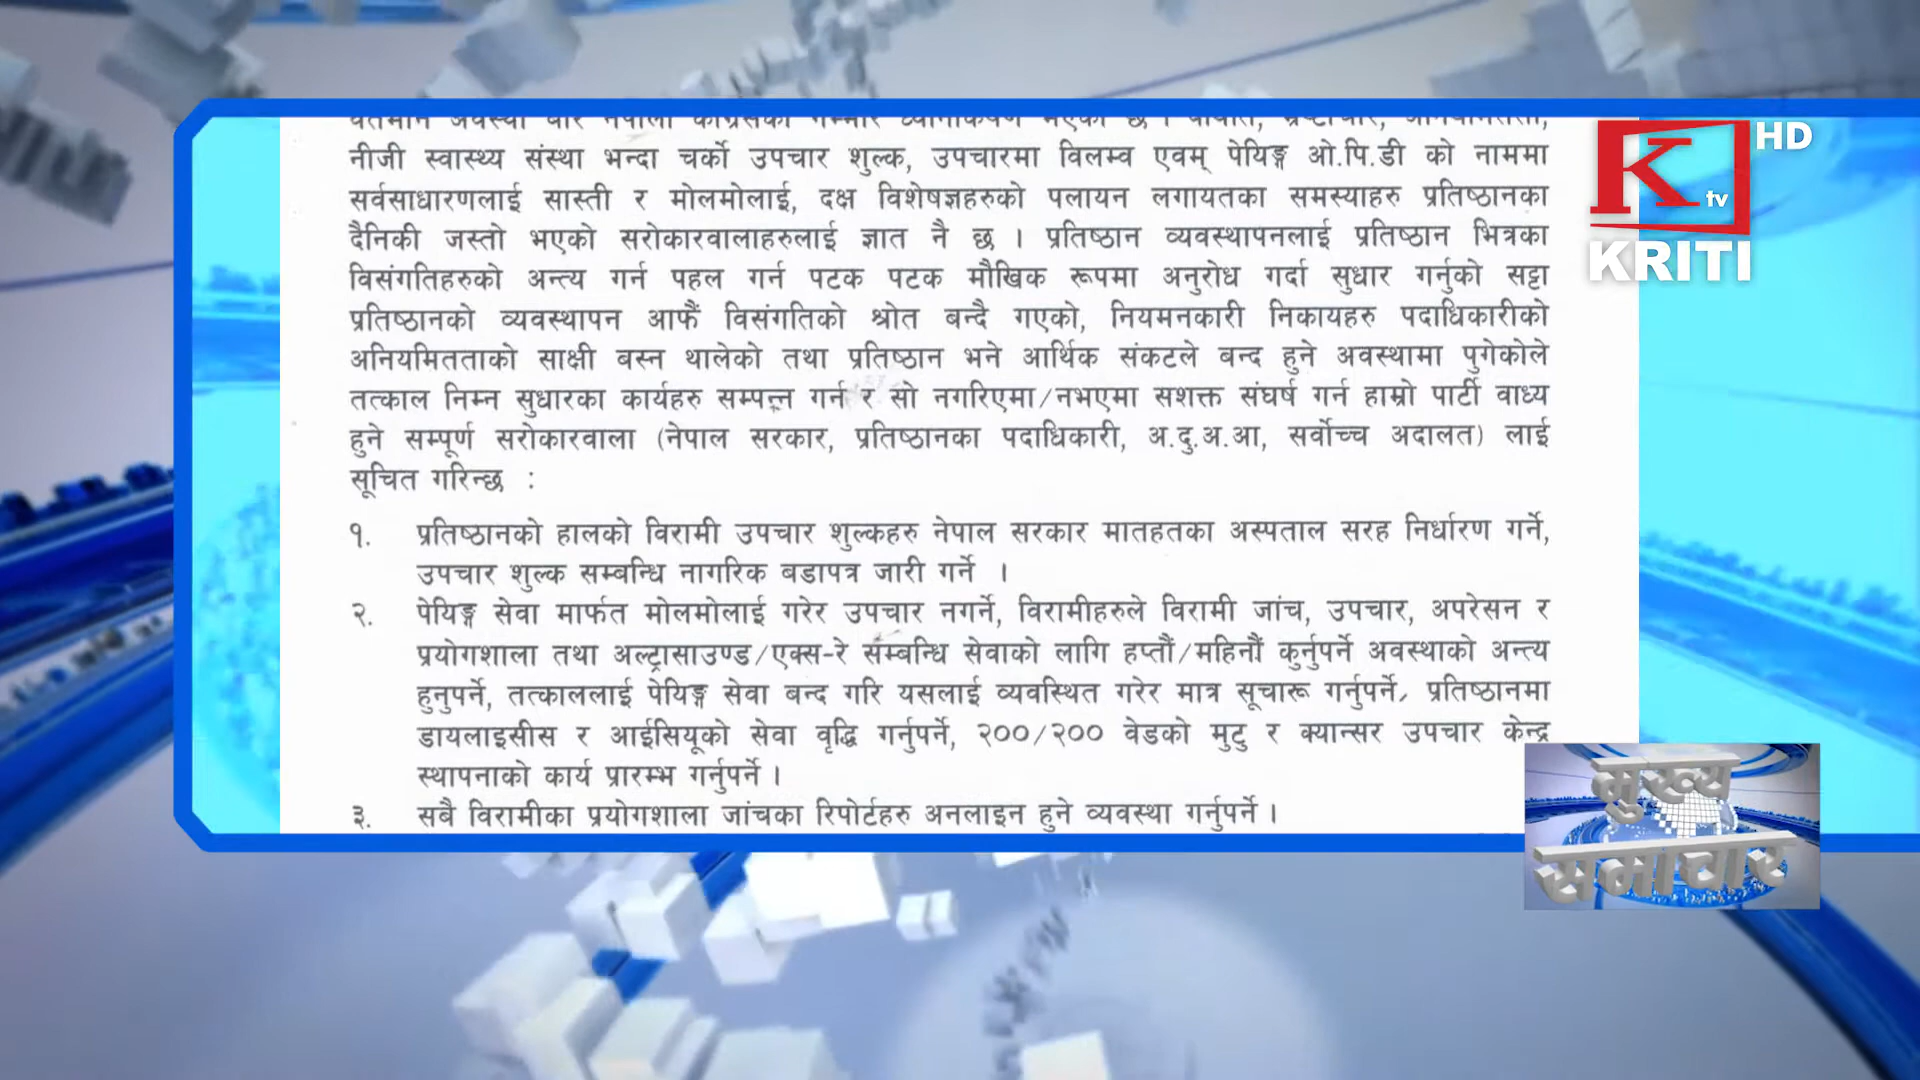 नीजी स्वास्थ्य संस्था भन्दा चर्को उपचार शुल्क, उपचारमा विलम्व एवम् पेयिङ्ग ओ.पि.डी को नाममा
सर्वसाधारणलाई सास्ती र मोलमोलाई, दक्ष विशेषज्ञहरुको पलायन लगायतका समस्याहरु प्रतिष्ठानका
दैनिकी जस्तो भएको सरोकारवालाहरुलाई ज्ञात नै छ । प्रतिष्ठान व्यवस्थापनलाई प्रतिष्ठान भित्रका
विसंगतिहरुको अन्त्य गर्न पहल गर्न पटक पटक मौखिक रूपमा अनुरोध गर्दा सुधार गर्नुको सट्टा
प्रतिष्ठानको व्यवस्थापन आफैं विसंगतिको श्रोत बन्दै गएको, नियमनकारी निकायहरु पदाधिकारीको
अनियमितताको साक्षी बस्न थालेको तथा प्रतिष्ठान भने आर्थिक संकटले बन्द हुने अवस्थामा पुगेकोले
तत्काल निम्न सुधारका कार्यहरु सम्पन्न गर्न र सो नगरिएमा/नभएमा सशक्त संघर्ष गर्न हाम्रो पार्टी वाध्य
हुने सम्पूर्ण सरोकारवाला (नेपाल सरकार, प्रतिष्ठानका पदाधिकारी, अ.दु.अ.आ, सर्वोच्च अदालत) लाई
सूचित गरिन्छ :
१. प्रतिष्ठानको हालको विरामी उपचार शुल्कहरु नेपाल सरकार मातहतका अस्पताल सरह निर्धारण गर्ने,
उपचार शुल्क सम्बन्धि नागरिक बडापत्र जारी गर्ने ।
२. पेयिङ्ग सेवा मार्फत मोलमोलाई गरेर उपचार नगर्ने, विरामीहरुले विरामी जांच, उपचार, अपरेसन र
प्रयोगशाला तथा अल्ट्रासाउण्ड/एक्स-रे सम्बन्धि सेवाको लागि हप्तौं/महिनौं कुर्नुपर्ने अवस्थाको अन्त्य
हुनुपर्ने, तत्काललाई पेयिङ्ग सेवा बन्द गरि यसलाई व्यवस्थित गरेर मात्र सूचारू गर्नुपर्ने, प्रतिष्ठानमा
डायलाइसीस र आईसियूको सेवा वृद्धि गर्नुपर्ने, २००/२०० वेडको मुटु र क्यान्सर उपचार केन्द्र
स्थापनाको कार्य प्रारम्भ गर्नुपर्ने ।
३. सबै विरामीका प्रयोगशाला जांचका रिपोर्टहरु अनलाइन हुने व्यवस्था गर्नुपर्ने ।
K tv HD
KRITI
मुख्य
समाचार